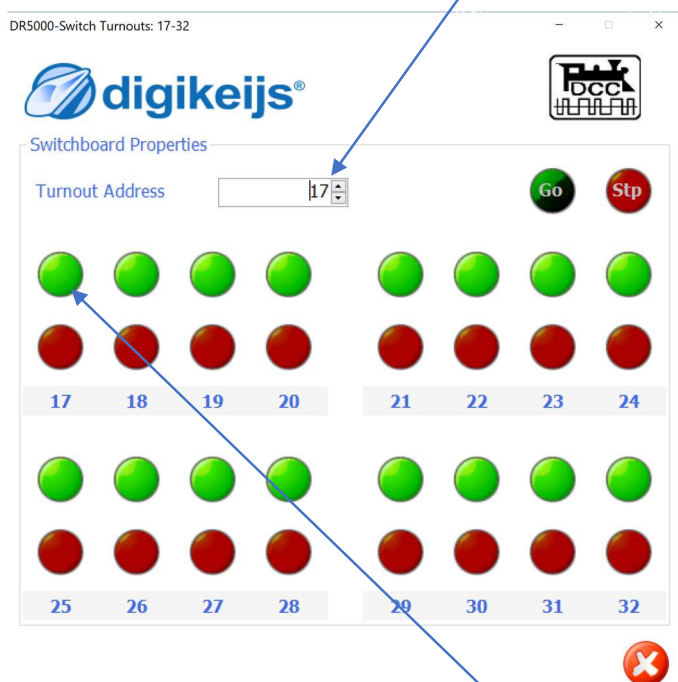 DR5000-Switch Turnouts: 17-32
digikeijs®
DCC
Switchboard Properties
Turnout Address 17 Go Stp
17 18 19 20 21 22 23 24
25 26 27 28 29 30 31 32